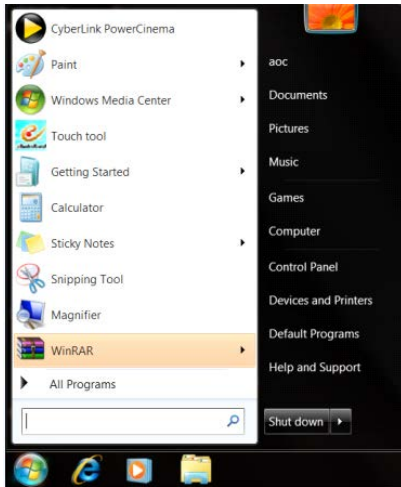 CyberLink PowerCinema
Paint
Windows Media Center
Touch tool
Getting Started
Calculator
Sticky Notes
Snipping Tool
Magnifier
WinRAR
All Programs
aoc
Documents
Pictures
Music
Games
Computer
Control Panel
Devices and Printers
Default Programs
Help and Support
Shut down